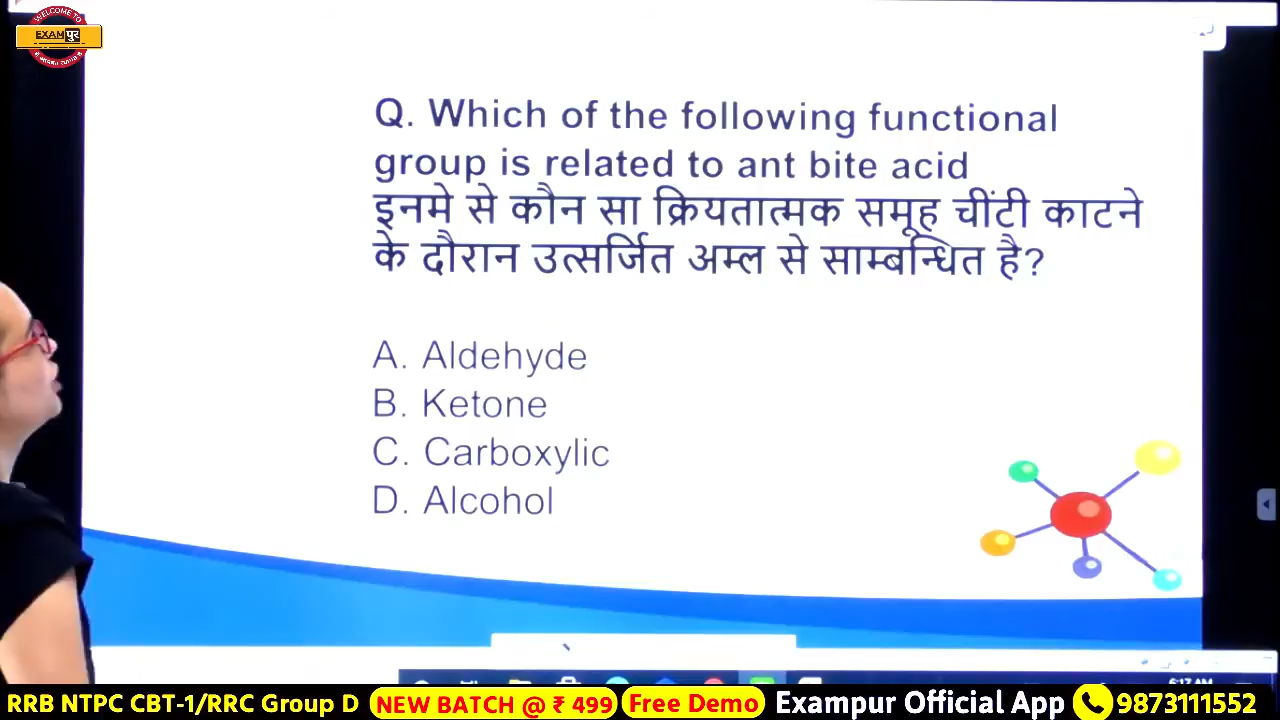 WELCOME TO
EXAMपुर
Q. Which of the following functional
group is related to ant bite acid
इनमे से कौन सा क्रियतात्मक समूह चींटी काटने
के दौरान उत्सर्जित अम्ल से साम्बन्धित है?
A. Aldehyde
B. Ketone
C. Carboxylic
D. Alcohol
RRB NTPC CBT-1/RRC Group D NEW BATCH @ ₹ 499 Free Demo Exampur Official App 9873111552